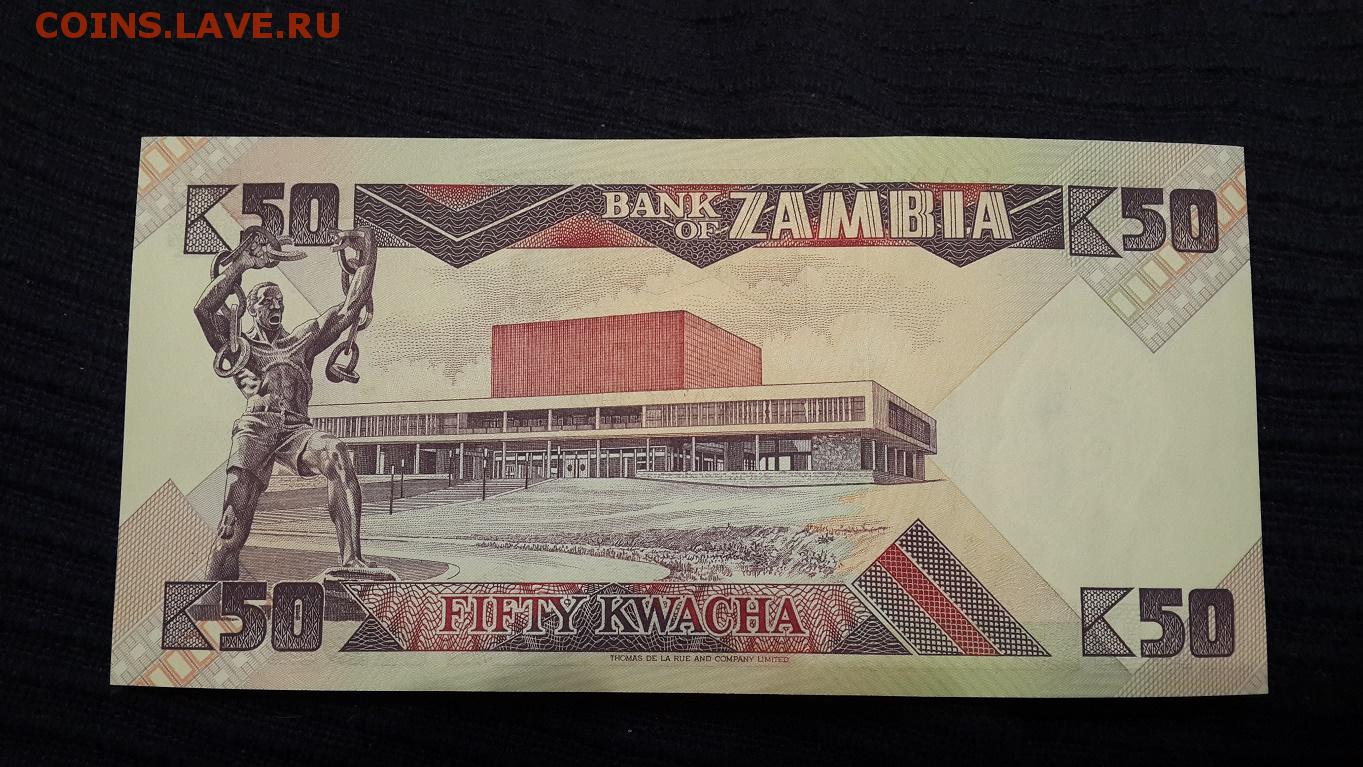 COINS.LAVE.RU
K50
BANK OF ZAMBIA
K50
K50
FIFTY KWACHA
K50
THOMAS DE LA RUE AND COMPANY LIMITED